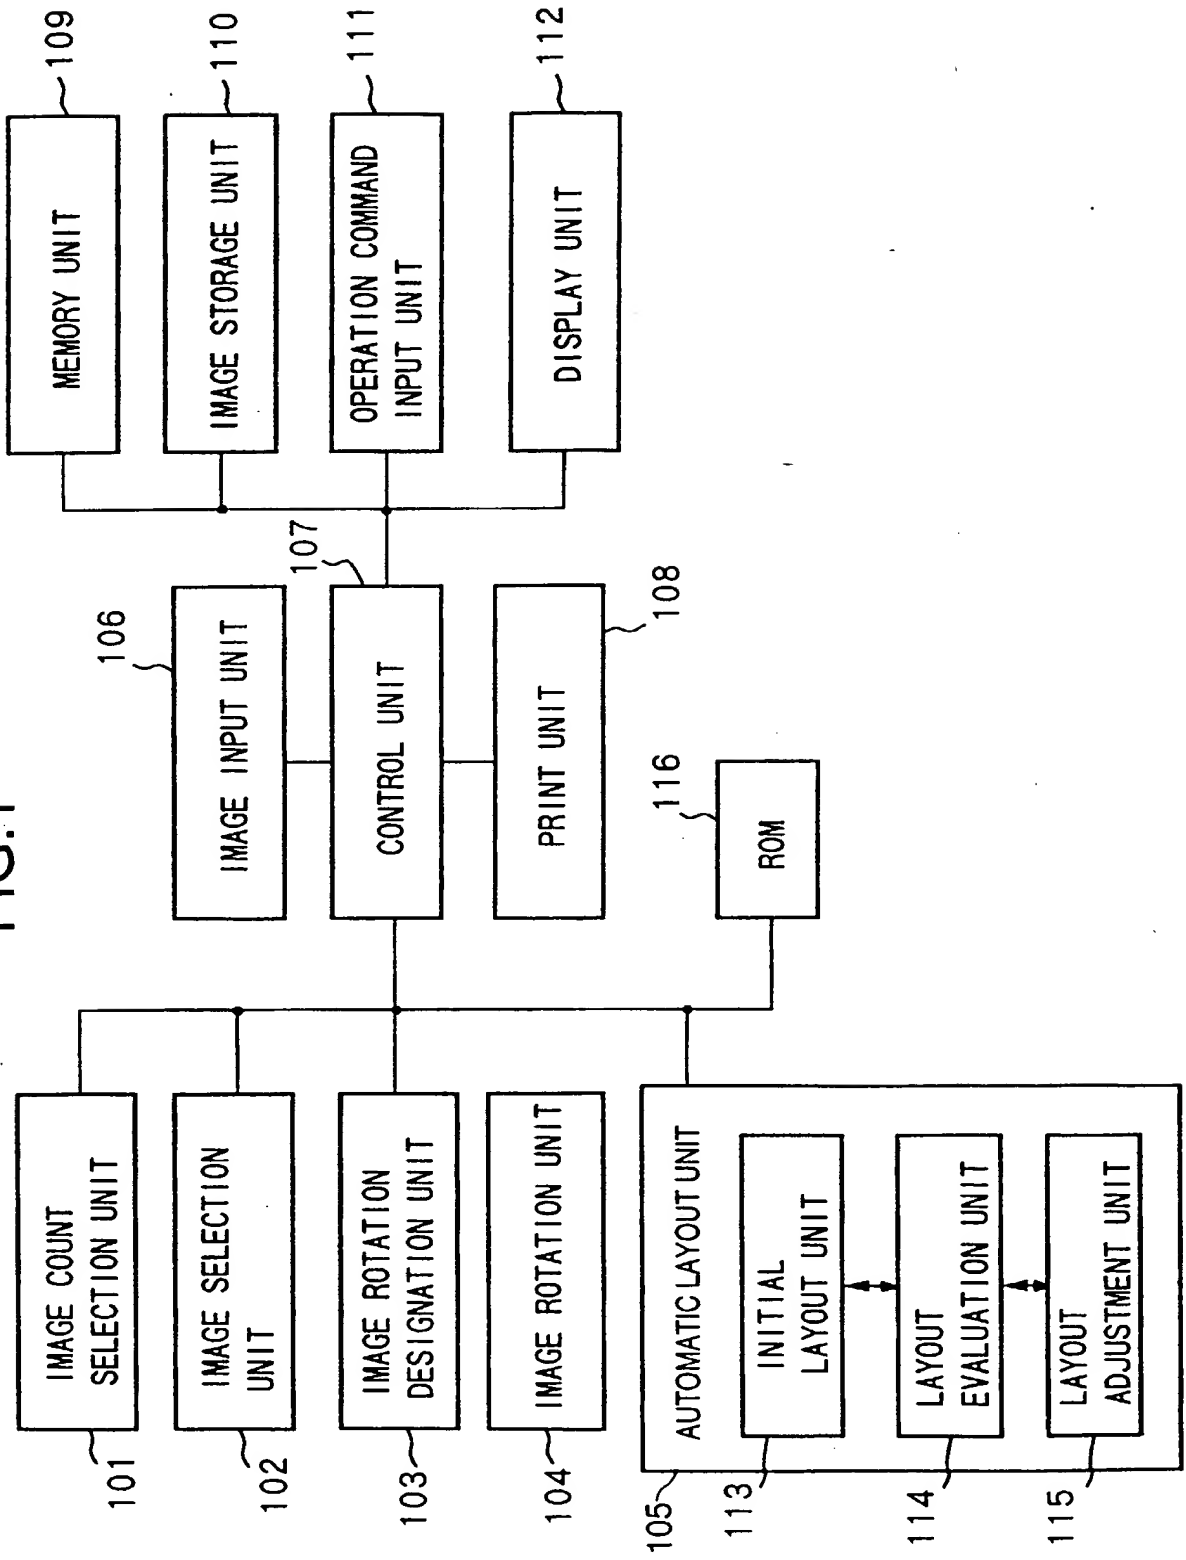 FIG.1
101
IMAGE COUNT
SELECTION UNIT
102
IMAGE SELECTION
UNIT
103
IMAGE ROTATION
DESIGNATION UNIT
104
IMAGE ROTATION UNIT
105
AUTOMATIC LAYOUT UNIT
113
INITIAL
LAYOUT UNIT
114
LAYOUT
EVALUATION UNIT
115
LAYOUT
ADJUSTMENT UNIT
106
IMAGE INPUT UNIT
107
CONTROL UNIT
108
PRINT UNIT
116
ROM
109
MEMORY UNIT
110
IMAGE STORAGE UNIT
111
OPERATION COMMAND
INPUT UNIT
112
DISPLAY UNIT